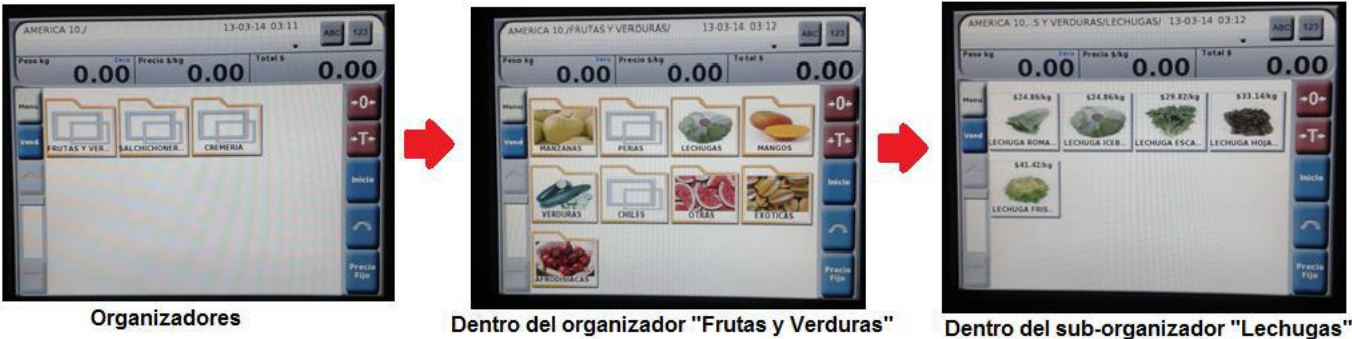 AMERICA 10./ 13-03-14 03:11 ABC 123
Peso kg Zero Precio $/kg Total $
0.00 0.00 0.00
Menu
Vend
FRUTAS Y VER.. SALCHICHONER.. CREMERIA
→0←
→T←
Inicio
Precio
Fijo
Organizadores
AMERICA 10./FRUTAS Y VERDURAS/ 13-03-14 03:12 ABC 123
Peso kg Zero Precio $/kg Total $
0.00 0.00 0.00
Menu
Vend
MANZANAS PERAS LECHUGAS MANGOS
VERDURAS CHILES OTRAS EXOTICAS
AFRODISIACAS
→0←
→T←
Inicio
Precio
Fijo
Dentro del organizador "Frutas y Verduras"
AMERICA 10,..S Y VERDURAS/LECHUGAS/ 13-03-14 03:12 ABC 123
Peso kg Zero Precio $/kg Total $
0.00 0.00 0.00
Menu
Vend
$24.86/kg $24.86/kg $29.82/kg $33.14/kg
LECHUGA ROMA.. LECHUGA ICEB.. LECHUGA ESCA.. LECHUGA HOJA..
$41.42/kg
LECHUGA FRIS..
→0←
→T←
Inicio
Precio
Fijo
Dentro del sub-organizador "Lechugas"